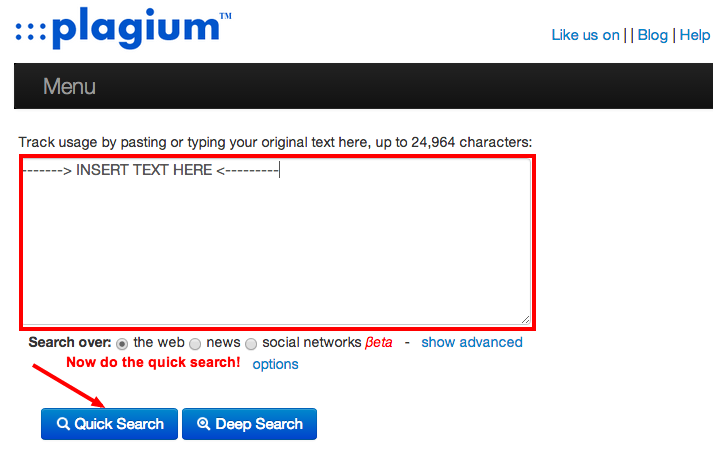 :::plagium™
Like us on | | Blog | Help
Menu
Track usage by pasting or typing your original text here, up to 24,964 characters:
-------> INSERT TEXT HERE <---------
Search over: the web news social networks βeta - show advanced
Now do the quick search! options
Quick Search Deep Search